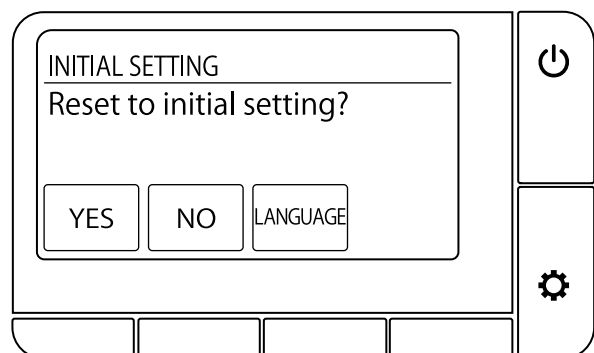 INITIAL SETTING
Reset to initial setting?
YES NO LANGUAGE